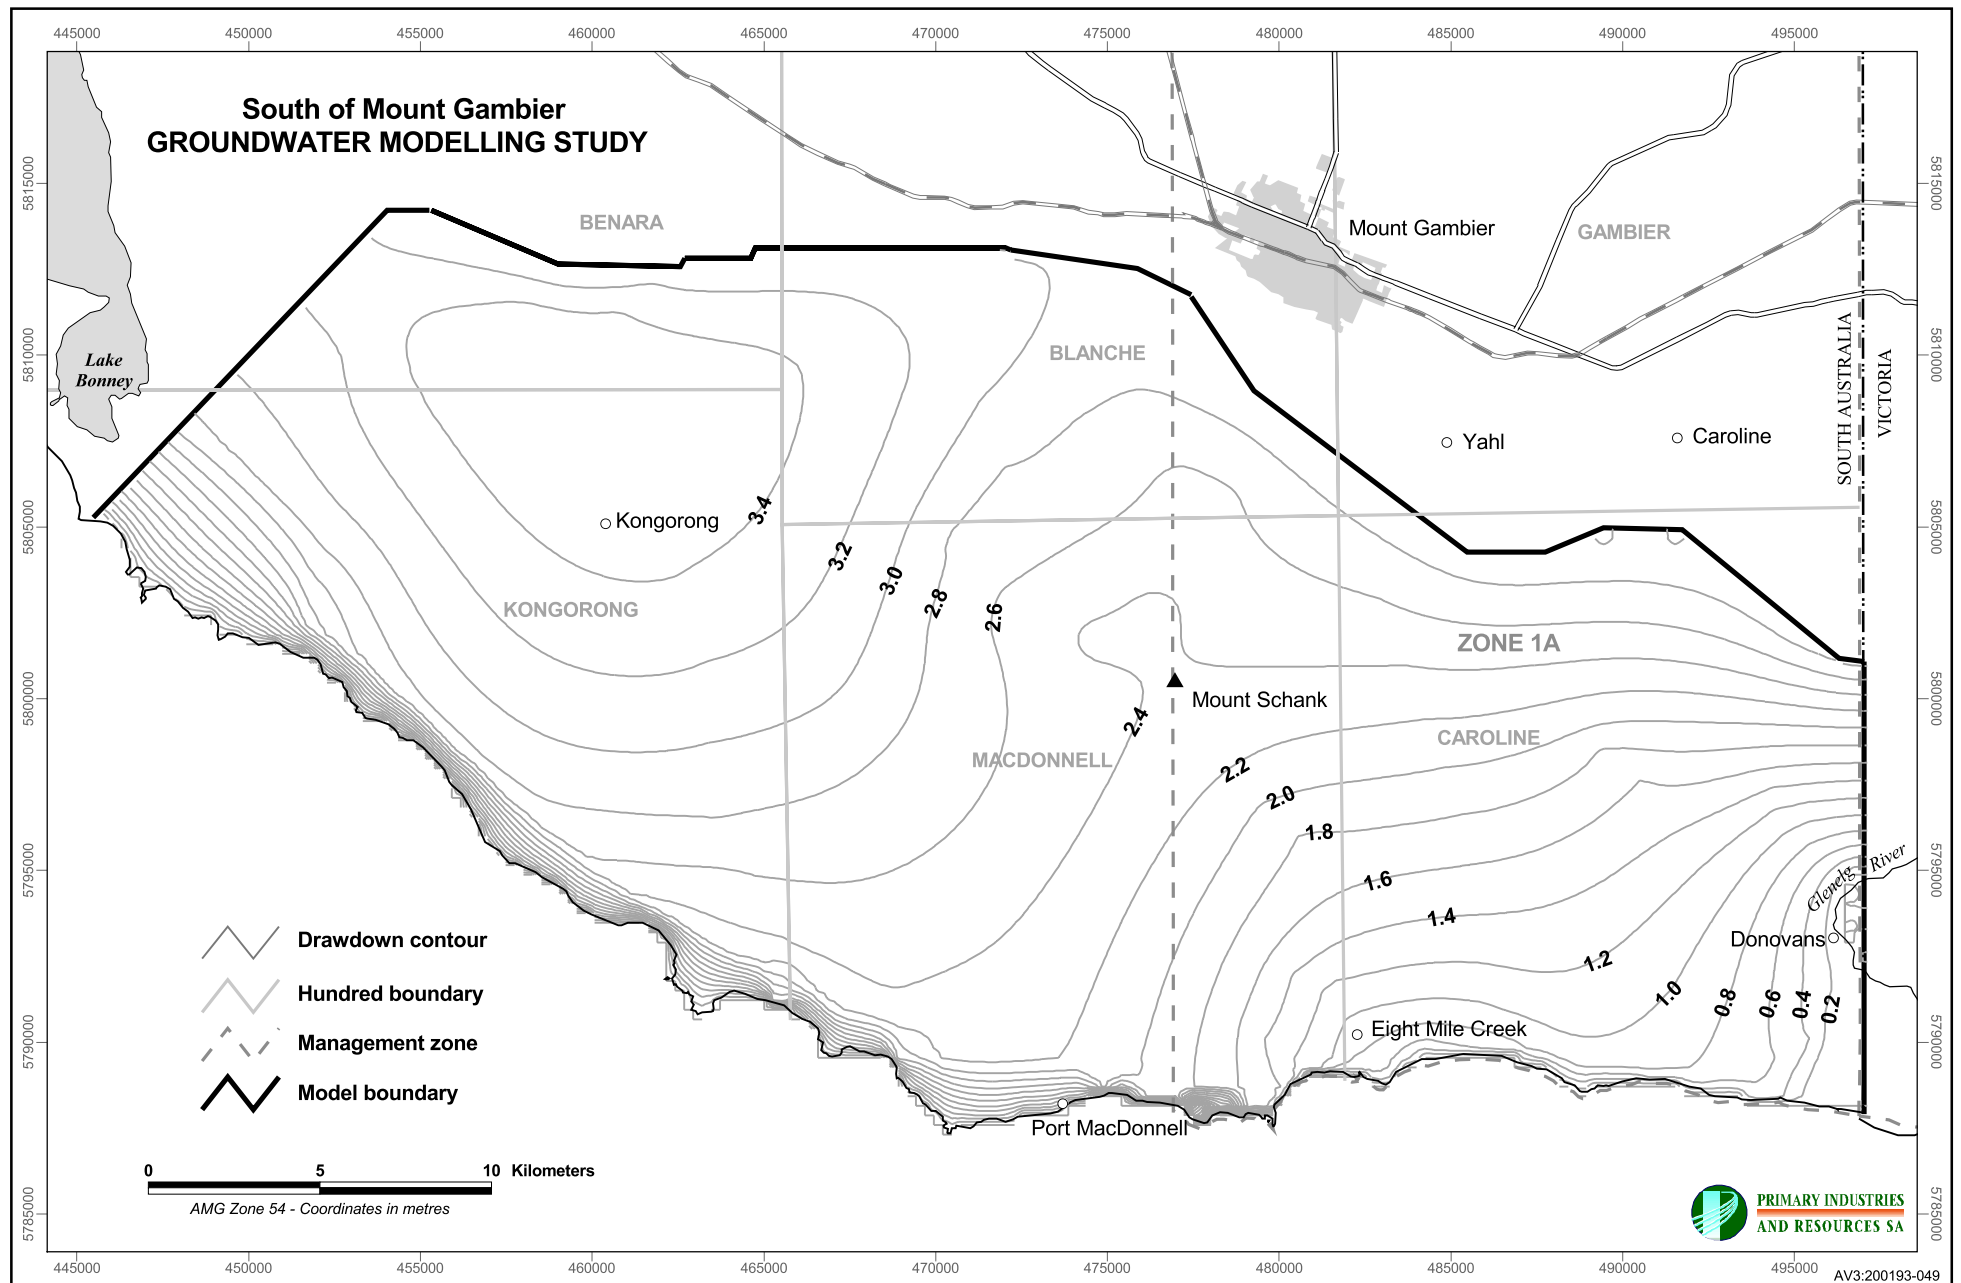 445000 450000 455000 460000 465000 470000 475000 480000 485000 490000 495000
South of Mount Gambier
GROUNDWATER MODELLING STUDY
5815000
5815000
BENARA
Mount Gambier
GAMBIER
5810000
5810000
Lake
Bonney
BLANCHE
SOUTH AUSTRALIA
VICTORIA
Yahl
Caroline
5805000
5805000
Kongorong
3.4
3.2
3.0
2.8
2.6
KONGORONG
ZONE 1A
5800000
5800000
Mount Schank
2.4
CAROLINE
MACDONNELL
2.2
2.0
1.8
1.6
1.4
1.2
1.0
0.8
0.6
0.4
0.2
5795000
5795000
Glenelg River
Donovans
Drawdown contour
Hundred boundary
Management zone
Model boundary
Eight Mile Creek
5790000
5790000
Port MacDonnell
0 5 10 Kilometers
AMG Zone 54 - Coordinates in metres
5785000
5785000
PRIMARY INDUSTRIES
AND RESOURCES SA
445000 450000 455000 460000 465000 470000 475000 480000 485000 490000 495000
AV3:200193-049